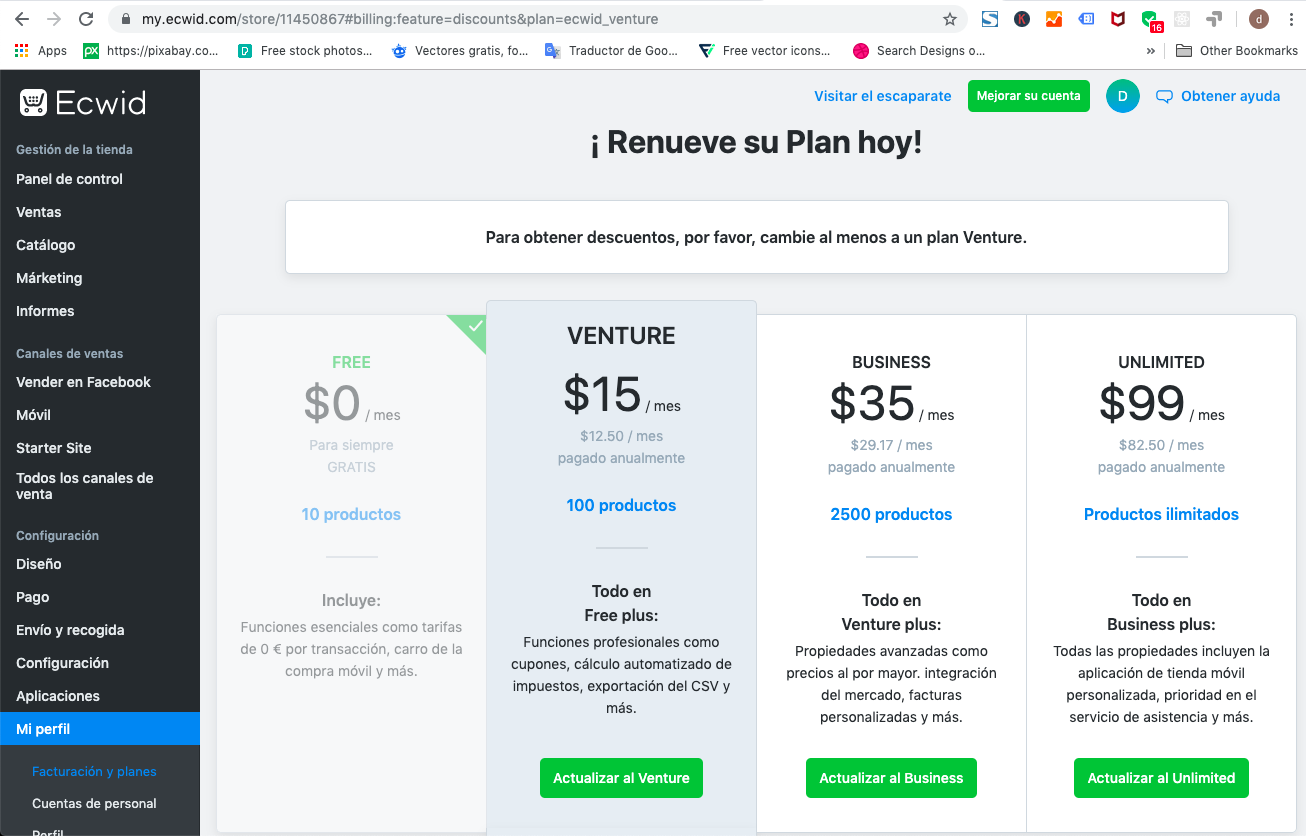 my.ecwid.com/store/11450867#billing:feature=discounts&plan=ecwid_venture
K
16
d
Apps
px
https://pixabay.co...
Free stock photos...
Vectores gratis, fo...
Traductor de Goo...
Free vector icons...
Search Designs o...
»
Other Bookmarks
Ecwid
Gestión de la tienda
Panel de control
Ventas
Catálogo
Márketing
Informes
Canales de ventas
Vender en Facebook
Móvil
Starter Site
Todos los canales de
venta
Configuración
Diseño
Pago
Envío y recogida
Configuración
Aplicaciones
Mi perfil
Facturación y planes
Cuentas de personal
Perfil
Visitar el escaparate
Mejorar su cuenta
D
Obtener ayuda
¡ Renueve su Plan hoy!
Para obtener descuentos, por favor, cambie al menos a un plan Venture.
FREE
$0 / mes
Para siempre
GRATIS
10 productos
Incluye:
Funciones esenciales como tarifas
de 0 € por transacción, carro de la
compra móvil y más.
VENTURE
$15 / mes
$12.50 / mes
pagado anualmente
100 productos
Todo en
Free plus:
Funciones profesionales como
cupones, cálculo automatizado de
impuestos, exportación del CSV y
más.
Actualizar al Venture
BUSINESS
$35 / mes
$29.17 / mes
pagado anualmente
2500 productos
Todo en
Venture plus:
Propiedades avanzadas como
precios al por mayor. integración
del mercado, facturas
personalizadas y más.
Actualizar al Business
UNLIMITED
$99 / mes
$82.50 / mes
pagado anualmente
Productos ilimitados
Todo en
Business plus:
Todas las propiedades incluyen la
aplicación de tienda móvil
personalizada, prioridad en el
servicio de asistencia y más.
Actualizar al Unlimited